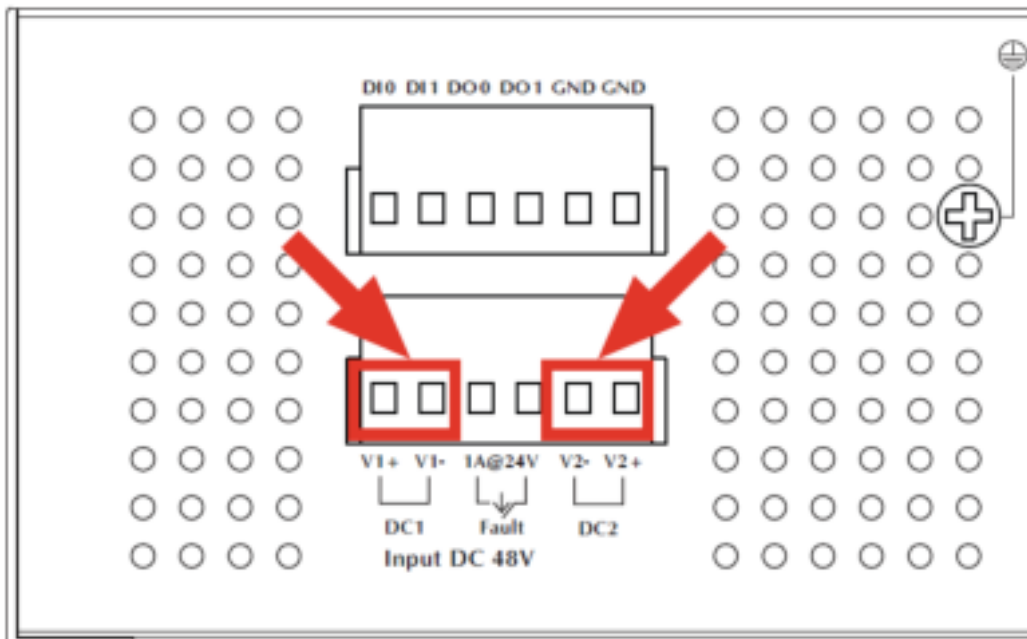 DI0 DI1 DO0 DO1 GND GND
V1+ V1- 1A@24V V2- V2+
DC1 Fault DC2
Input DC 48V